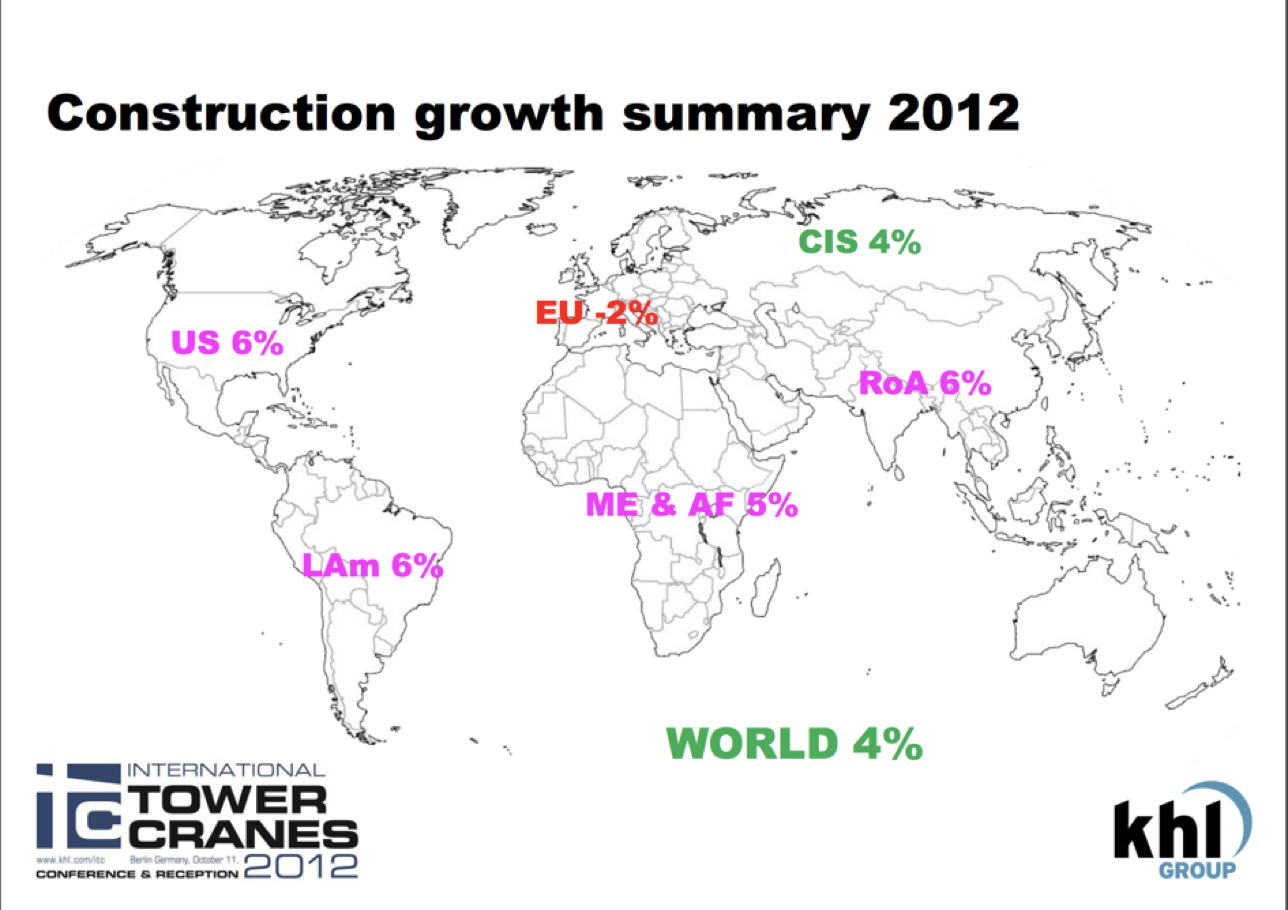 Construction growth summary 2012
CIS 4%
EU -2%
US 6%
RoA 6%
ME & AF 5%
LAm 6%
WORLD 4%
itc
INTERNATIONAL
TOWER
CRANES
www.khl.com/itc Berlin Germany, October 11, 2012
CONFERENCE & RECEPTION
khl
GROUP